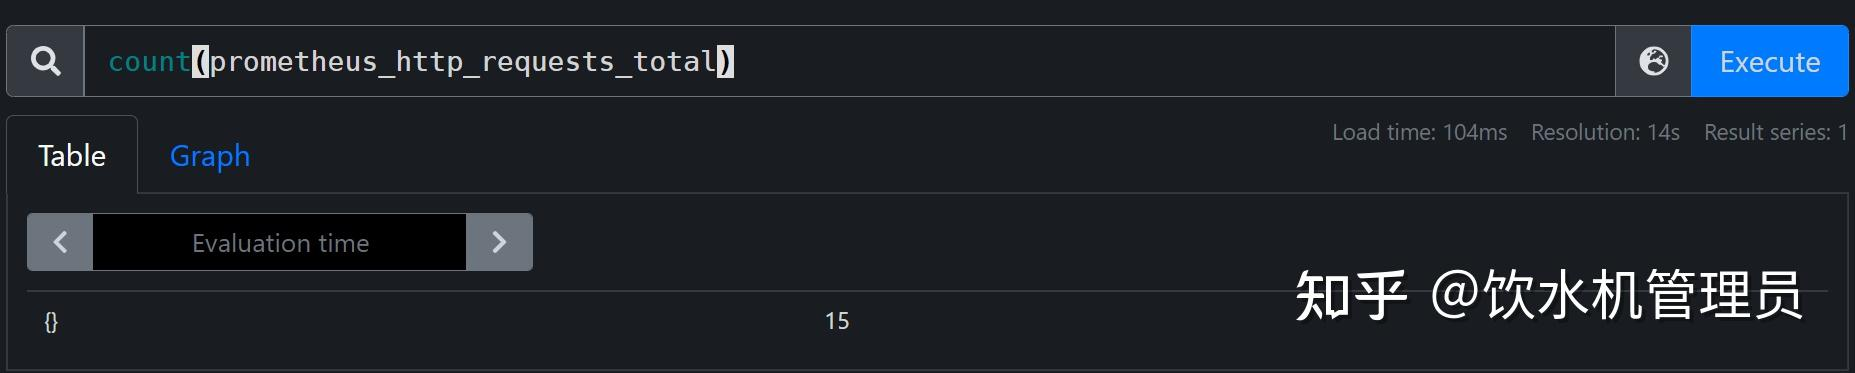 count(prometheus_http_requests_total)
Execute
Table
Graph
Load time: 104ms Resolution: 14s Result series: 1
Evaluation time
{} 15
知乎 @饮水机管理员